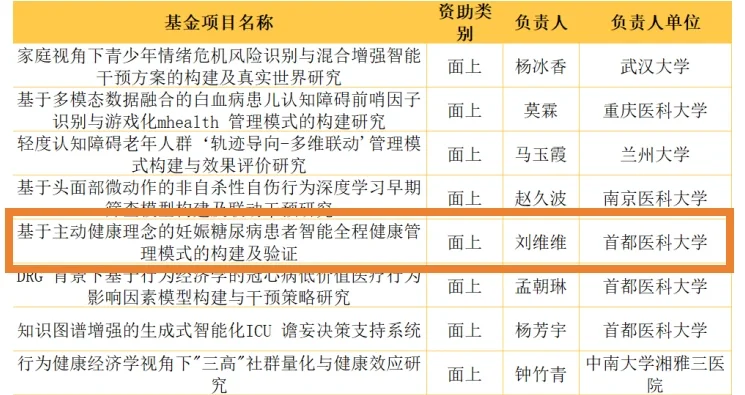 基金项目名称 资助类别 负责人 负责人单位
家庭视角下青少年情绪危机风险识别与混合增强智能
干预方案的构建及真实世界研究 面上 杨冰香 武汉大学
基于多模态数据融合的白血病患儿认知障碍前哨因子
识别与游戏化mhealth 管理模式的构建研究 面上 莫霖 重庆医科大学
轻度认知障碍老年人群‘轨迹导向-多维联动'管理模
式构建与效果评价研究 面上 马玉霞 兰州大学
基于头面部微动作的非自杀性自伤行为深度学习早期
筛查模型构建及联动干预研究 面上 赵久波 南京医科大学
基于主动健康理念的妊娠糖尿病患者智能全程健康管
理模式的构建及验证 面上 刘维维 首都医科大学
DRG 背景下基于行为经济学的冠心病低价值医疗行为
影响因素模型构建与干预策略研究 面上 孟朝琳 首都医科大学
知识图谱增强的生成式智能化ICU 谵妄决策支持系统 面上 杨芳宇 首都医科大学
行为健康经济学视角下"三高"社群量化与健康效应研
究 面上 钟竹青 中南大学湘雅三医院